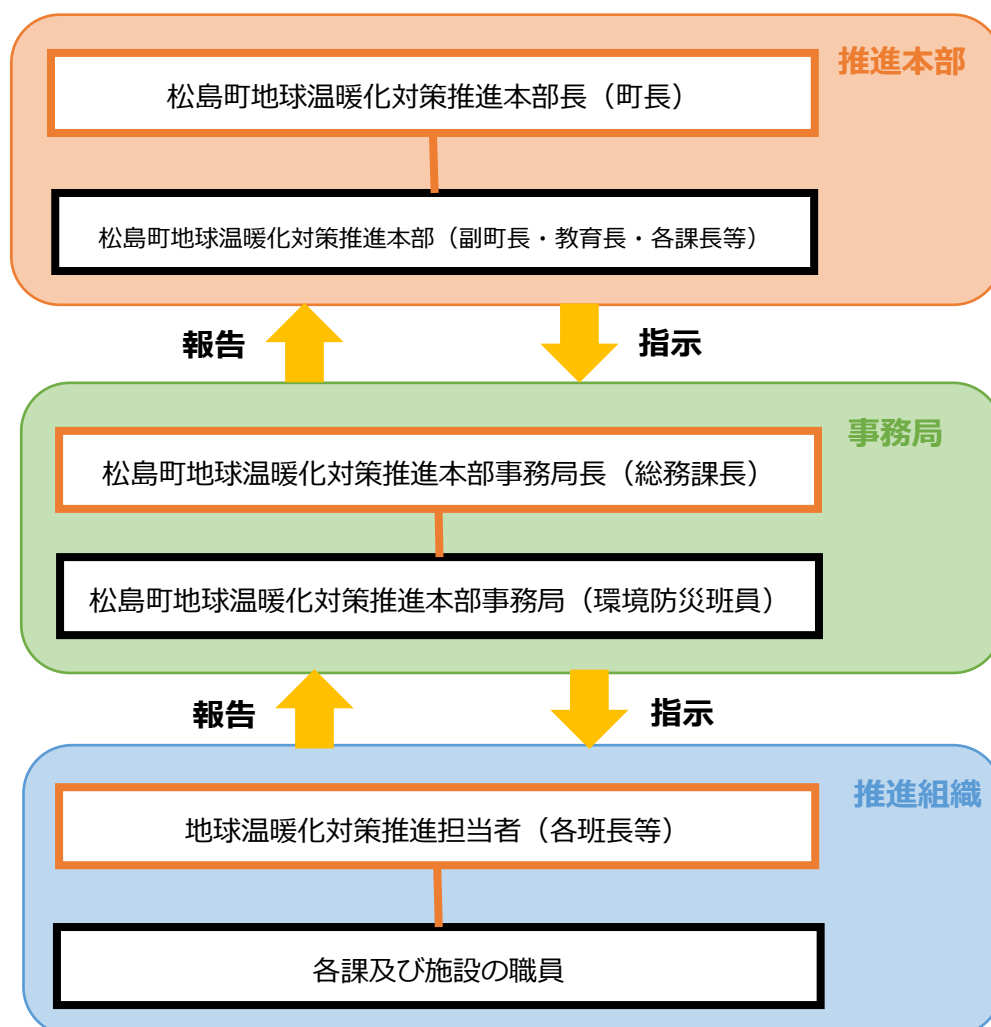 推進本部
松島町地球温暖化対策推進本部長（町長）
松島町地球温暖化対策推進本部（副町長・教育長・各課長等）
報告
指示
事務局
松島町地球温暖化対策推進本部事務局長（総務課長）
松島町地球温暖化対策推進本部事務局（環境防災班員）
報告
指示
推進組織
地球温暖化対策推進担当者（各班長等）
各課及び施設の職員